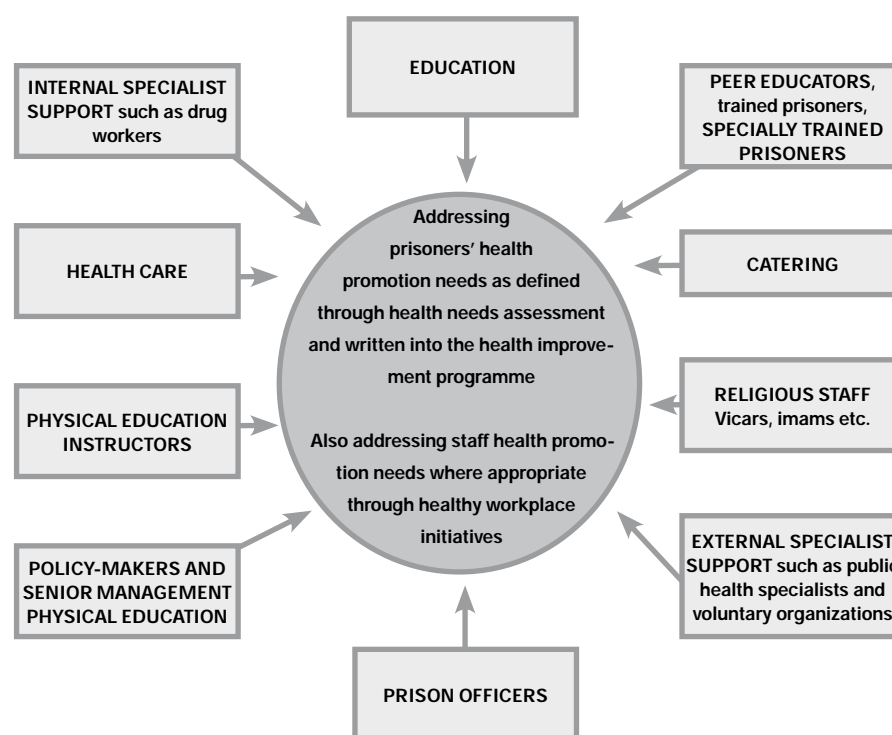 EDUCATION
INTERNAL SPECIALIST
SUPPORT such as drug
workers
PEER EDUCATORS,
trained prisoners,
SPECIALLY TRAINED
PRISONERS
HEALTH CARE
CATERING
PHYSICAL EDUCATION
INSTRUCTORS
RELIGIOUS STAFF
Vicars, imams etc.
POLICY-MAKERS AND
SENIOR MANAGEMENT
PHYSICAL EDUCATION
EXTERNAL SPECIALIST
SUPPORT such as public
health specialists and
voluntary organizations
PRISON OFFICERS
Addressing
prisoners’ health
promotion needs as defined
through health needs assessment
and written into the health improve-
ment programme
Also addressing staff health promo-
tion needs where appropriate
through healthy workplace
initiatives